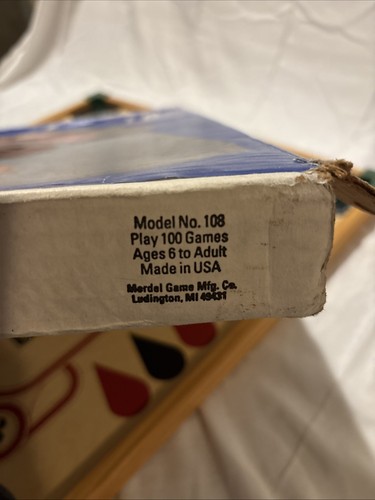 Model No. 108
Play 100 Games
Ages 6 to Adult
Made in USA
Merdel Game Mfg. Co.
Ludington, MI 49431